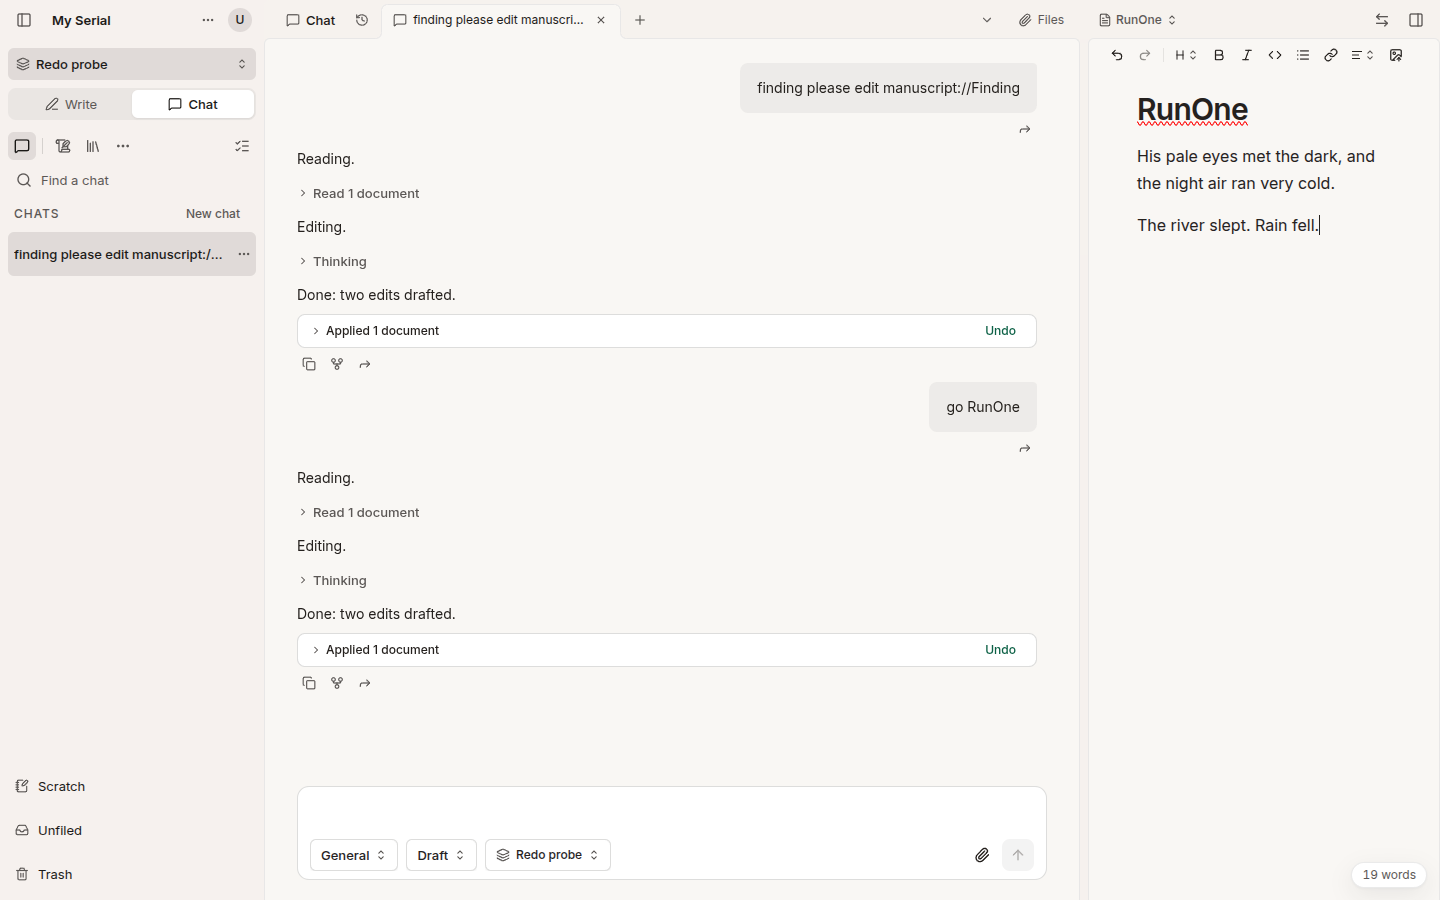 My Serial
U
Redo probe
Write
Chat
Find a chat
CHATS
New chat
finding please edit manuscript:/...
Scratch
Unfiled
Trash
Chat
finding please edit manuscri...
Files
finding please edit manuscript://Finding
Reading.
Read 1 document
Editing.
Thinking
Done: two edits drafted.
Applied 1 document
Undo
go RunOne
Reading.
Read 1 document
Editing.
Thinking
Done: two edits drafted.
Applied 1 document
Undo
General
Draft
Redo probe
RunOne
H
B
I
RunOne
His pale eyes met the dark, and
the night air ran very cold.
The river slept. Rain fell.
19 words